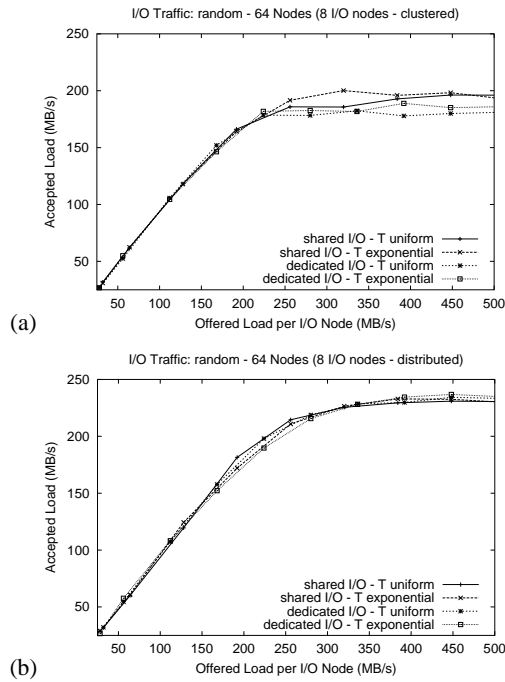 I/O Traffic: random - 64 Nodes (8 I/O nodes - clustered)
250
200
150
100
50
Accepted Load (MB/s)
shared I/O - T uniform
shared I/O - T exponential
dedicated I/O - T uniform
dedicated I/O - T exponential
50 100 150 200 250 300 350 400 450 500
Offered Load per I/O Node (MB/s)
(a)
I/O Traffic: random - 64 Nodes (8 I/O nodes - distributed)
250
200
150
100
50
Accepted Load (MB/s)
shared I/O - T uniform
shared I/O - T exponential
dedicated I/O - T uniform
dedicated I/O - T exponential
50 100 150 200 250 300 350 400 450 500
Offered Load per I/O Node (MB/s)
(b)